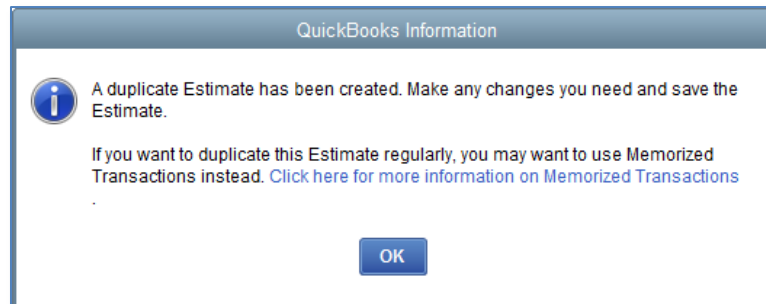 QuickBooks Information
A duplicate Estimate has been created. Make any changes you need and save the
Estimate.
If you want to duplicate this Estimate regularly, you may want to use Memorized
Transactions instead. Click here for more information on Memorized Transactions
.
OK